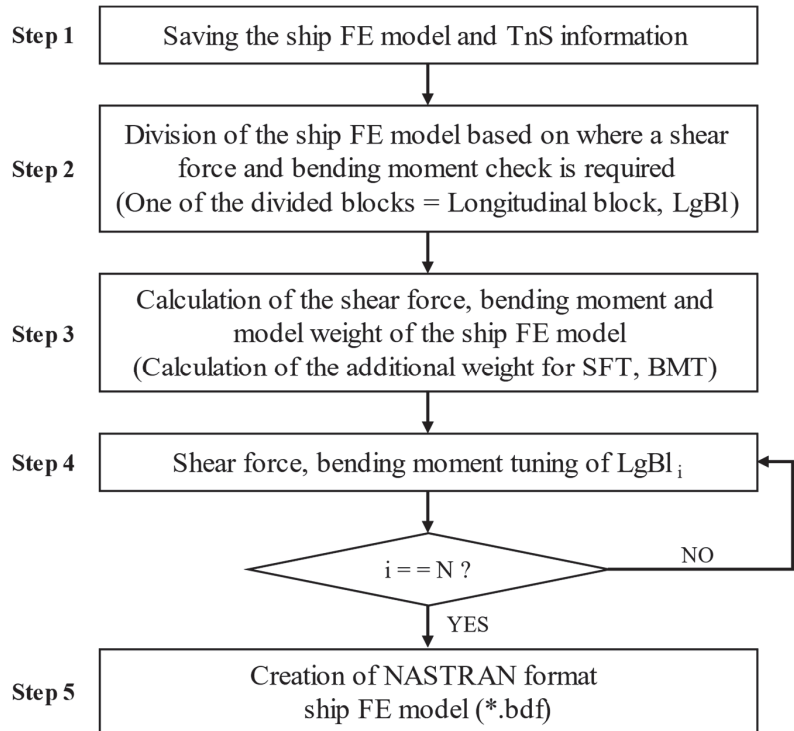 Step 1
Saving the ship FE model and TnS information
Step 2
Division of the ship FE model based on where a shear
force and bending moment check is required
(One of the divided blocks = Longitudinal block, LgBl)
Step 3
Calculation of the shear force, bending moment and
model weight of the ship FE model
(Calculation of the additional weight for SFT, BMT)
Step 4
Shear force, bending moment tuning of LgBl i
i = = N ?
NO
YES
Step 5
Creation of NASTRAN format
ship FE model (*.bdf)